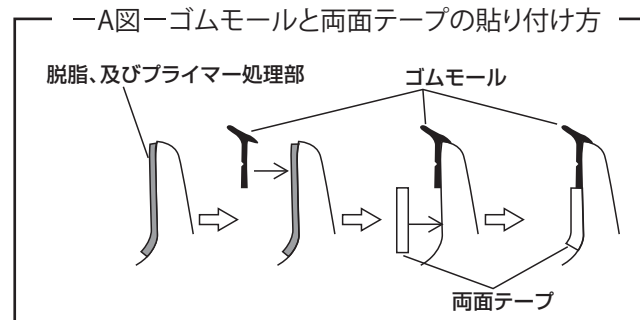 －A図－ゴムモールと両面テープの貼り付け方
脱脂、及びプライマー処理部
ゴムモール
両面テープ